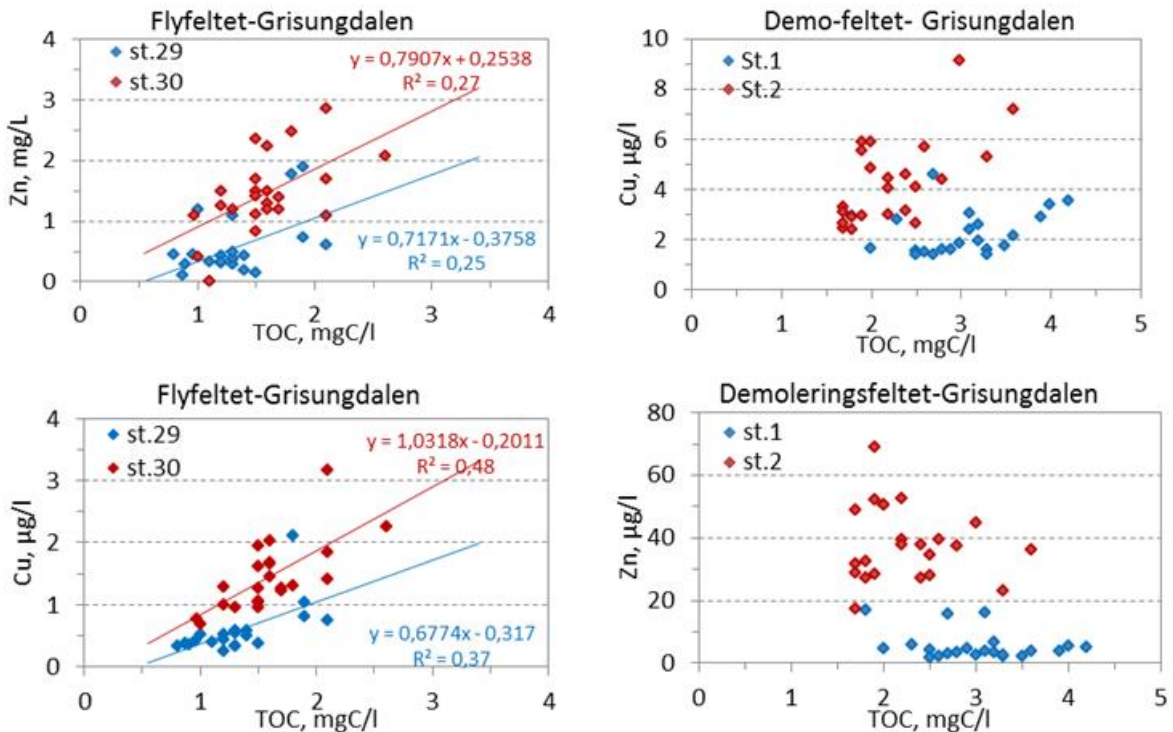 Flyfeltet-Grisungdalen
4
3
2
1
0
Zn, mg/L
st.29
st.30
y = 0,7907x + 0,2538
R² = 0,27
y = 0,7171x - 0,3758
R² = 0,25
0 1 2 3 4
TOC, mgC/l
Demo-feltet- Grisungdalen
10
8
6
4
2
0
Cu, µg/l
St.1
St.2
0 1 2 3 4 5
TOC, mgC/l
Flyfeltet-Grisungdalen
4
3
2
1
0
Cu, µg/l
st.29
st.30
y = 1,0318x - 0,2011
R² = 0,48
y = 0,6774x - 0,317
R² = 0,37
0 1 2 3 4
TOC, mgC/l
Demoleringsfeltet-Grisungdalen
80
60
40
20
0
Zn, µg/l
st.1
st.2
0 1 2 3 4 5
TOC, mgC/l